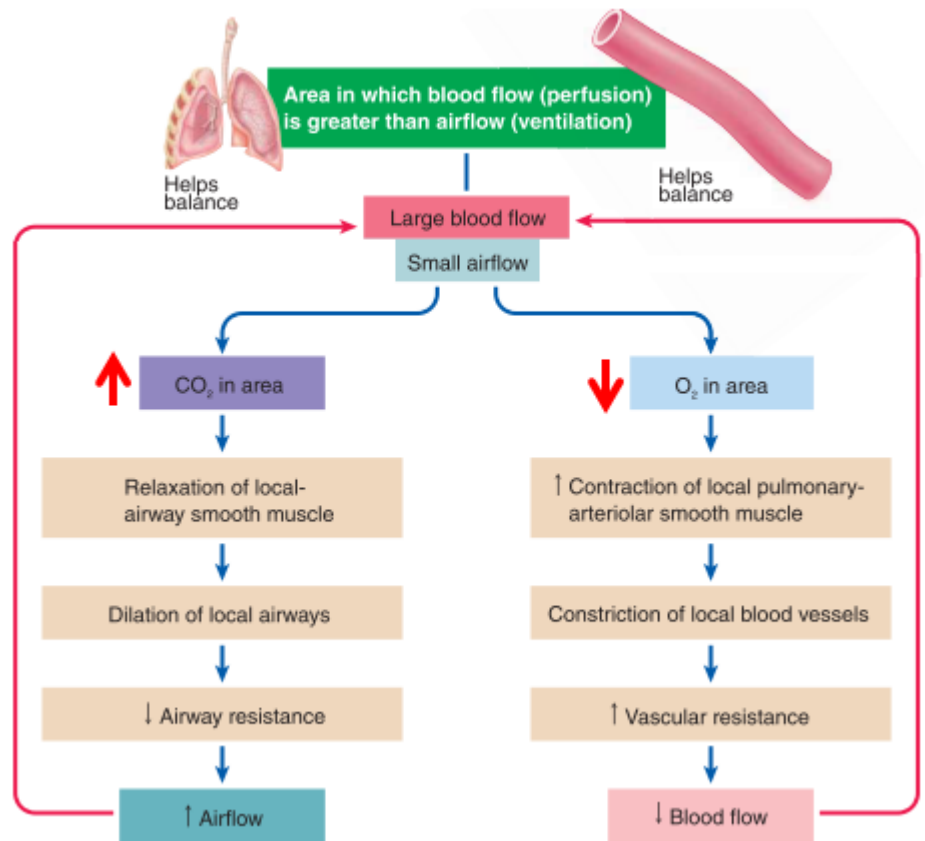 Area in which blood flow (perfusion)
is greater than airflow (ventilation)
Helps
balance
Helps
balance
Large blood flow
Small airflow
CO₂ in area
O₂ in area
Relaxation of local-
airway smooth muscle
↑ Contraction of local pulmonary-
arteriolar smooth muscle
Dilation of local airways
Constriction of local blood vessels
↓ Airway resistance
↑ Vascular resistance
↑ Airflow
↓ Blood flow